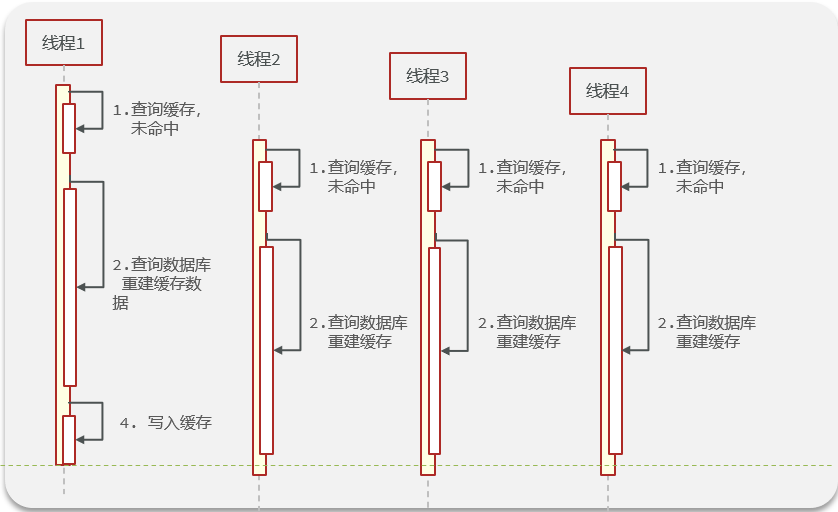 线程1
线程2
线程3
线程4
1.查询缓存，
未命中
2.查询数据库
重建缓存数
据
4. 写入缓存
1.查询缓存，
未命中
2.查询数据库
重建缓存
1.查询缓存，
未命中
2.查询数据库
重建缓存
1.查询缓存，
未命中
2.查询数据库
重建缓存